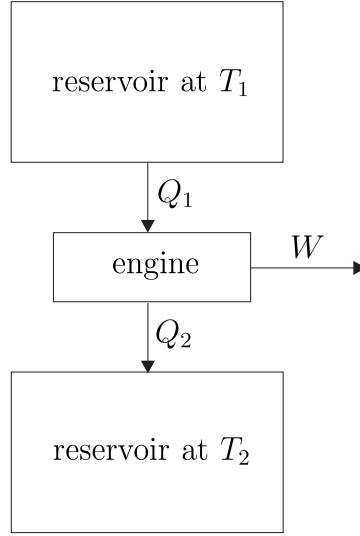 reservoir at T₁
Q₁
engine
W
Q₂
reservoir at T₂